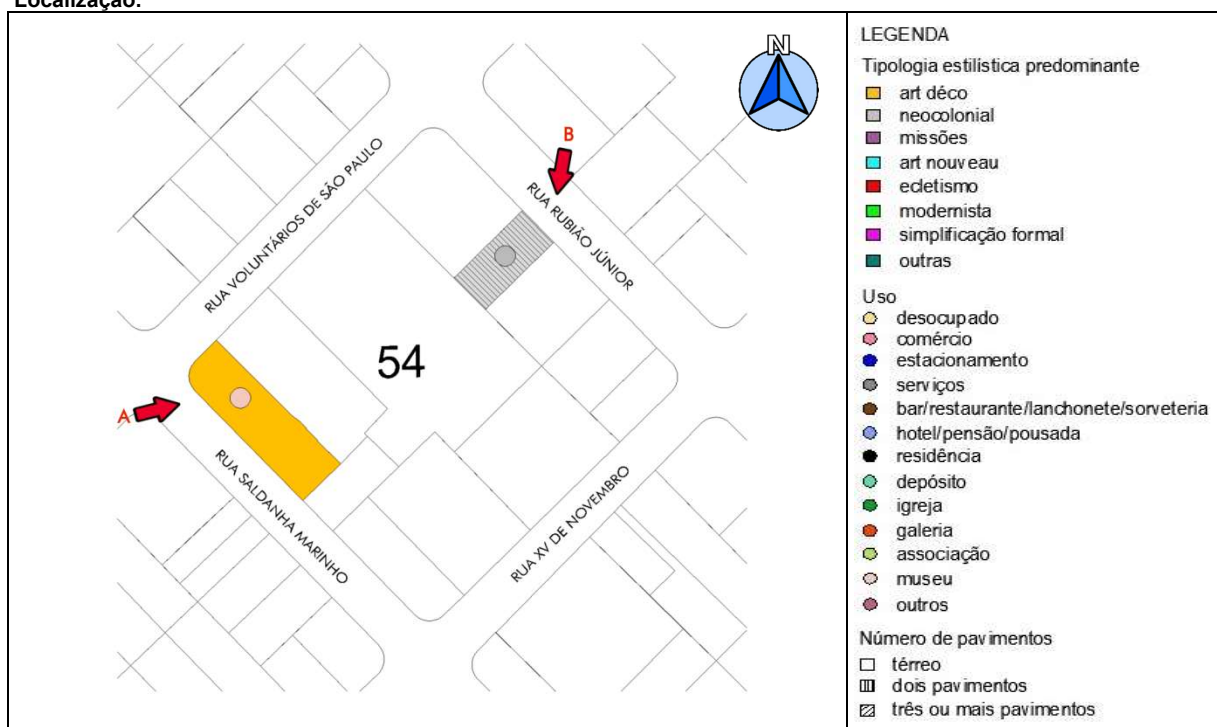 Localização:
N
A
B
RUA VOLUNTÁRIOS DE SÃO PAULO
RUA RUBIÃO JÚNIOR
54
RUA SALDANHA MARINHO
RUA XV DE NOVEMBRO
LEGENDA
Tipologia estilística predominante
art déco
neocolonial
missões
art nouveau
ecletismo
modernista
simplificação formal
outras
Uso
desocupado
comércio
estacionamento
serviços
bar/restaurante/lanchonete/sorveteria
hotel/pensão/pousada
residência
depósito
igreja
galeria
associação
museu
outros
Número de pavimentos
térreo
dois pavimentos
três ou mais pavimentos